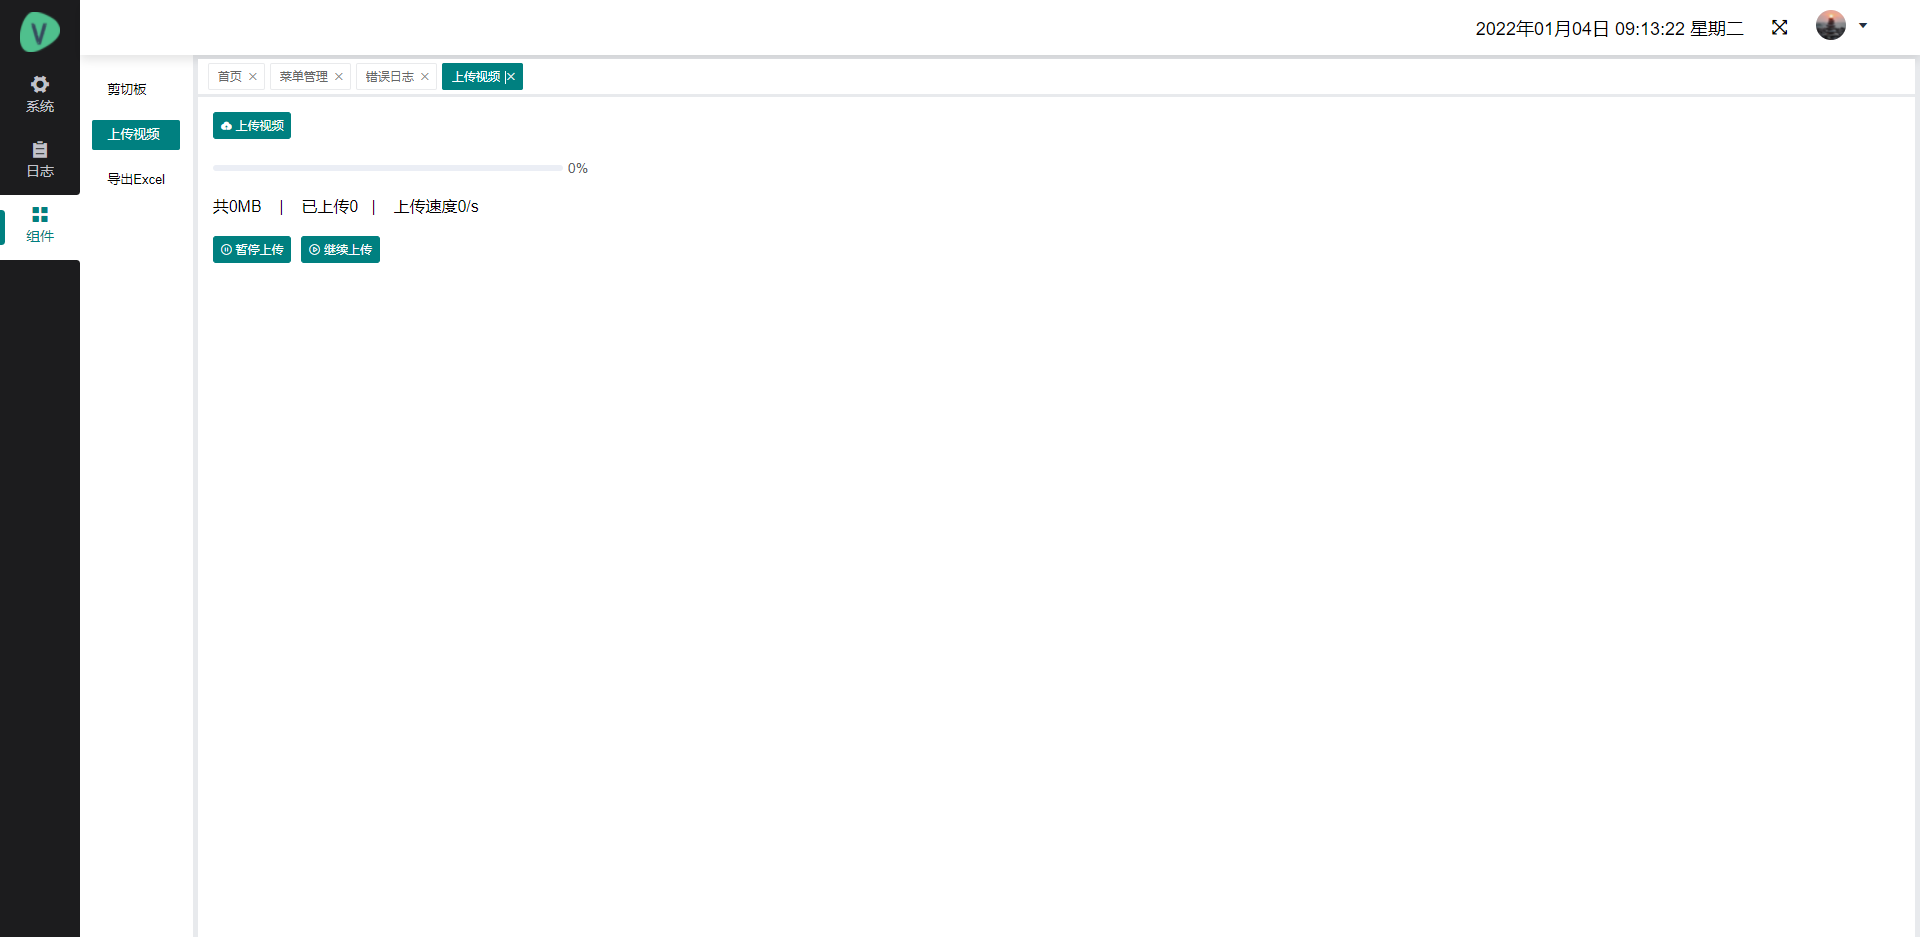 V
2022年01月04日 09:13:22 星期二
系统
日志
组件
剪切板
上传视频
导出Excel
首页
菜单管理
错误日志
上传视频
上传视频
0%
共0MB | 已上传0 | 上传速度0/s
暂停上传
继续上传